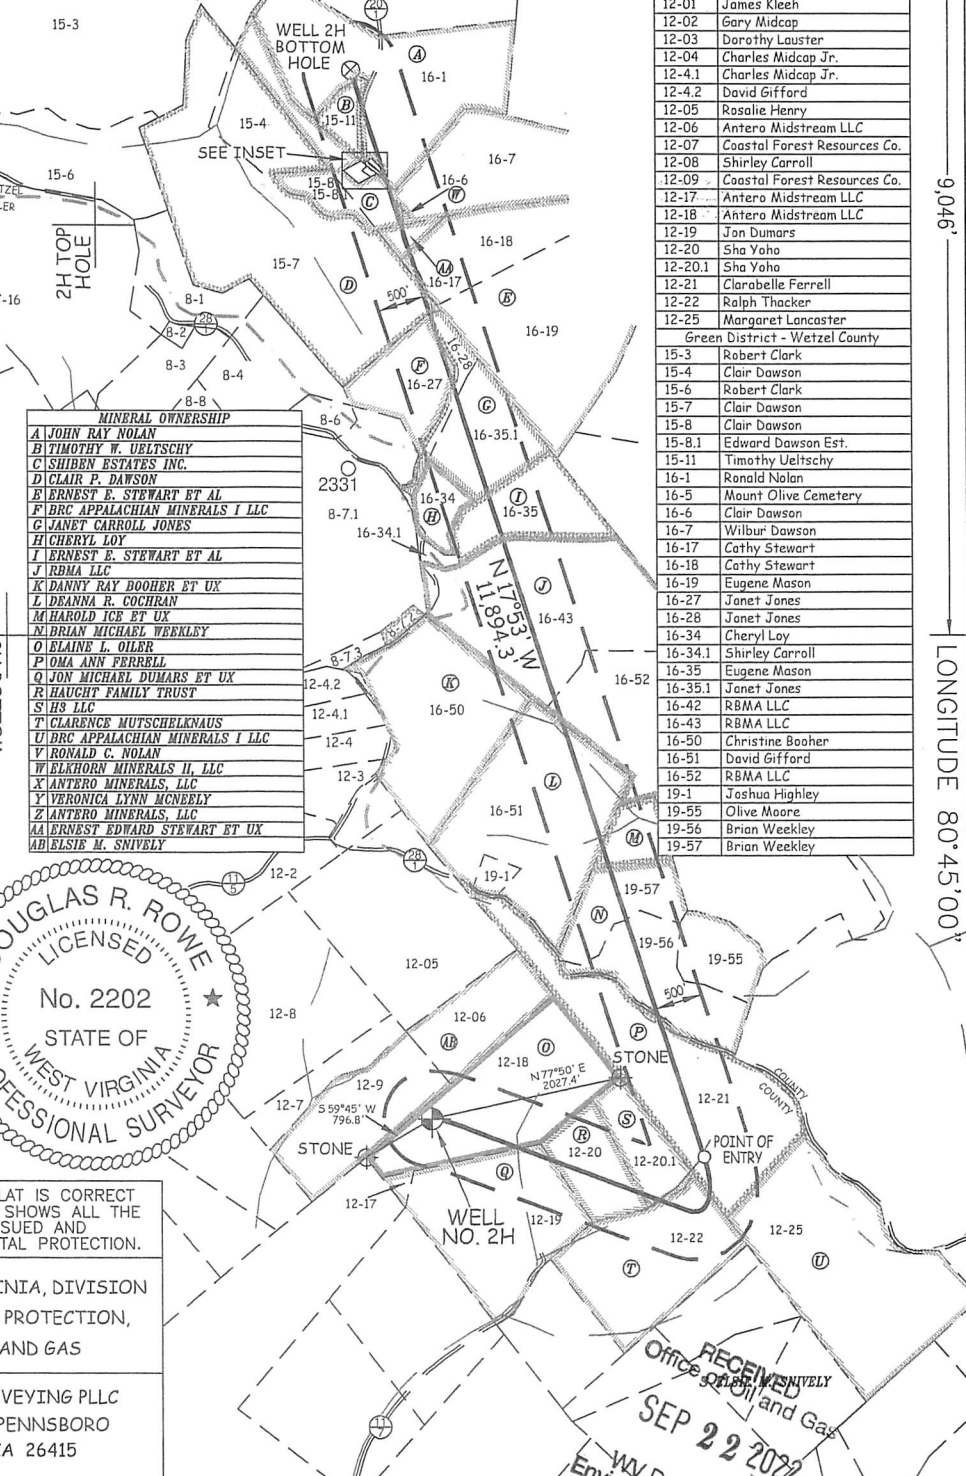 15-3
20
1
WELL 2H
BOTTOM
HOLE
A
16-1
B
15-11
15-4
SEE INSET
16-7
15-6
15-8
15-8
C
16-6
W
2H TOP
HOLE
16-18
15-7
AA
16-17
D
500'
E
8-1
28
1
8-2
16-19
8-3
8-4
F
16-27
16-28
8-8
G
8-6
16-35.1
2331
8-7.1
16-34
H
I
16-35
16-34.1
N 17°53' W
11,894.3'
J
16-43
8-7.2
8-7.3
12-4.2
K
16-50
16-52
12-4.1
12-4
12-3
L
16-51
M
28
1
11
5
12-2
19-1
19-57
N
19-56
19-55
12-05
500'
12-06
12-8
AB
12-18
O
P
STONE
N77°50' E
2027.4'
12-9
12-7
S59°45' W
796.8'
COUNTY
COUNTY
12-21
STONE
S
R
12-20
12-20.1
POINT OF
ENTRY
Q
12-17
WELL
NO. 2H
12-19
12-22
12-25
T
U
MINERAL OWNERSHIP
A JOHN RAY NOLAN
B TIMOTHY W. UELTSCHY
C SHIBEN ESTATES INC.
D CLAIR P. DAWSON
E ERNEST E. STEWART ET AL
F BRC APPALACHIAN MINERALS I LLC
G JANET CARROLL JONES
H CHERYL LOY
I ERNEST E. STEWART ET AL
J RBMA LLC
K DANNY RAY BOOHER ET UX
L DEANNA R. COCHRAN
M HAROLD ICE ET UX
N BRIAN MICHAEL WEEKLEY
O ELAINE L. OILER
P OMA ANN FERRELL
Q JON MICHAEL DUMARS ET UX
R HAUGHT FAMILY TRUST
S H3 LLC
T CLARENCE MUTSCHELKNAUS
U BRC APPALACHIAN MINERALS I LLC
V RONALD C. NOLAN
W ELKHORN MINERALS II, LLC
X ANTERO MINERALS, LLC
Y VERONICA LYNN MCNEELY
Z ANTERO MINERALS, LLC
AA ERNEST EDWARD STEWART ET UX
AB ELSIE M. SNIVELY
12-01 James Kleeh
12-02 Gary Midcap
12-03 Dorothy Lauster
12-04 Charles Midcap Jr.
12-4.1 Charles Midcap Jr.
12-4.2 David Gifford
12-05 Rosalie Henry
12-06 Antero Midstream LLC
12-07 Coastal Forest Resources Co.
12-08 Shirley Carroll
12-09 Coastal Forest Resources Co.
12-17 Antero Midstream LLC
12-18 Antero Midstream LLC
12-19 Jon Dumars
12-20 Sha Yoho
12-20.1 Sha Yoho
12-21 Clarabelle Ferrell
12-22 Ralph Thacker
12-25 Margaret Lancaster
Green District - Wetzel County
15-3 Robert Clark
15-4 Clair Dawson
15-6 Robert Clark
15-7 Clair Dawson
15-8 Clair Dawson
15-8.1 Edward Dawson Est.
15-11 Timothy Ueltschy
16-1 Ronald Nolan
16-5 Mount Olive Cemetery
16-6 Clair Dawson
16-7 Wilbur Dawson
16-17 Cathy Stewart
16-18 Cathy Stewart
16-19 Eugene Mason
16-27 Janet Jones
16-28 Janet Jones
16-34 Cheryl Loy
16-34.1 Shirley Carroll
16-35 Eugene Mason
16-35.1 Janet Jones
16-42 RBMA LLC
16-43 RBMA LLC
16-50 Christine Booher
16-51 David Gifford
16-52 RBMA LLC
19-1 Joshua Highley
19-55 Olive Moore
19-56 Brian Weekley
19-57 Brian Weekley
9,046'
LONGITUDE 80°45'00"
OUGLAS R. ROWE
LICENSED
No. 2202
STATE OF
WEST VIRGINIA
OFESSIONAL SURVEYOR
LAT IS CORRECT
SHOWS ALL THE
SUED AND
TAL PROTECTION.
INIA, DIVISION
PROTECTION,
AND GAS
VEYING PLLC
PENNSBORO
26415
11
7
RECEIVED
Office of Oil and Gas
SNIVELY
SEP 22 2022